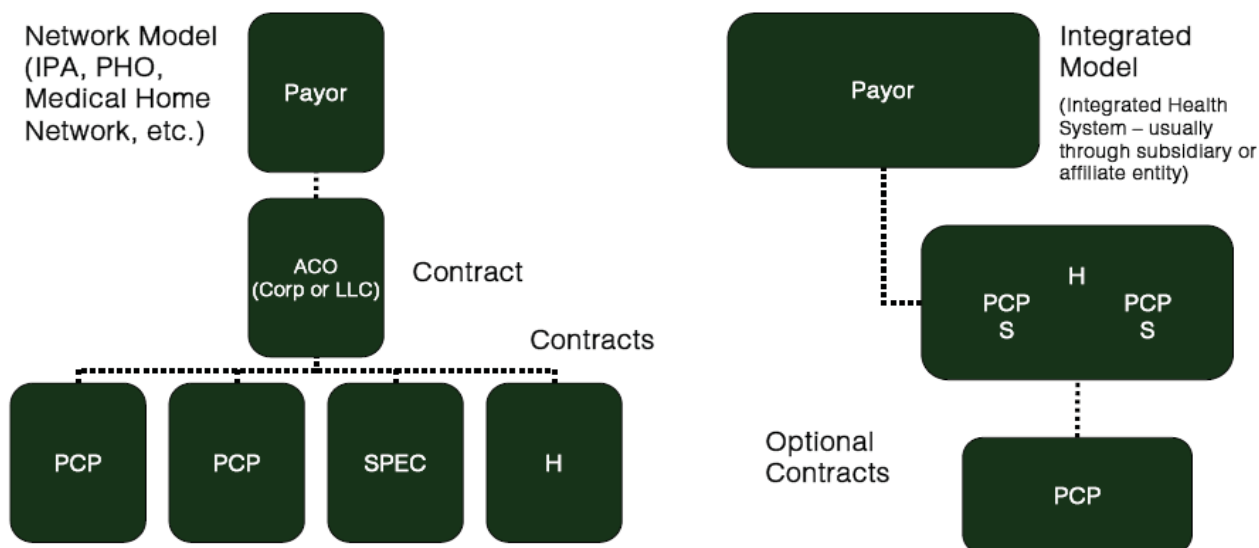 Network Model
(IPA, PHO,
Medical Home
Network, etc.)
Payor
ACO
(Corp or LLC)
Contract
Contracts
PCP
PCP
SPEC
H
Payor
Integrated
Model
(Integrated Health
System – usually
through subsidiary or
affiliate entity)
H
PCP
S
PCP
S
Optional
Contracts
PCP